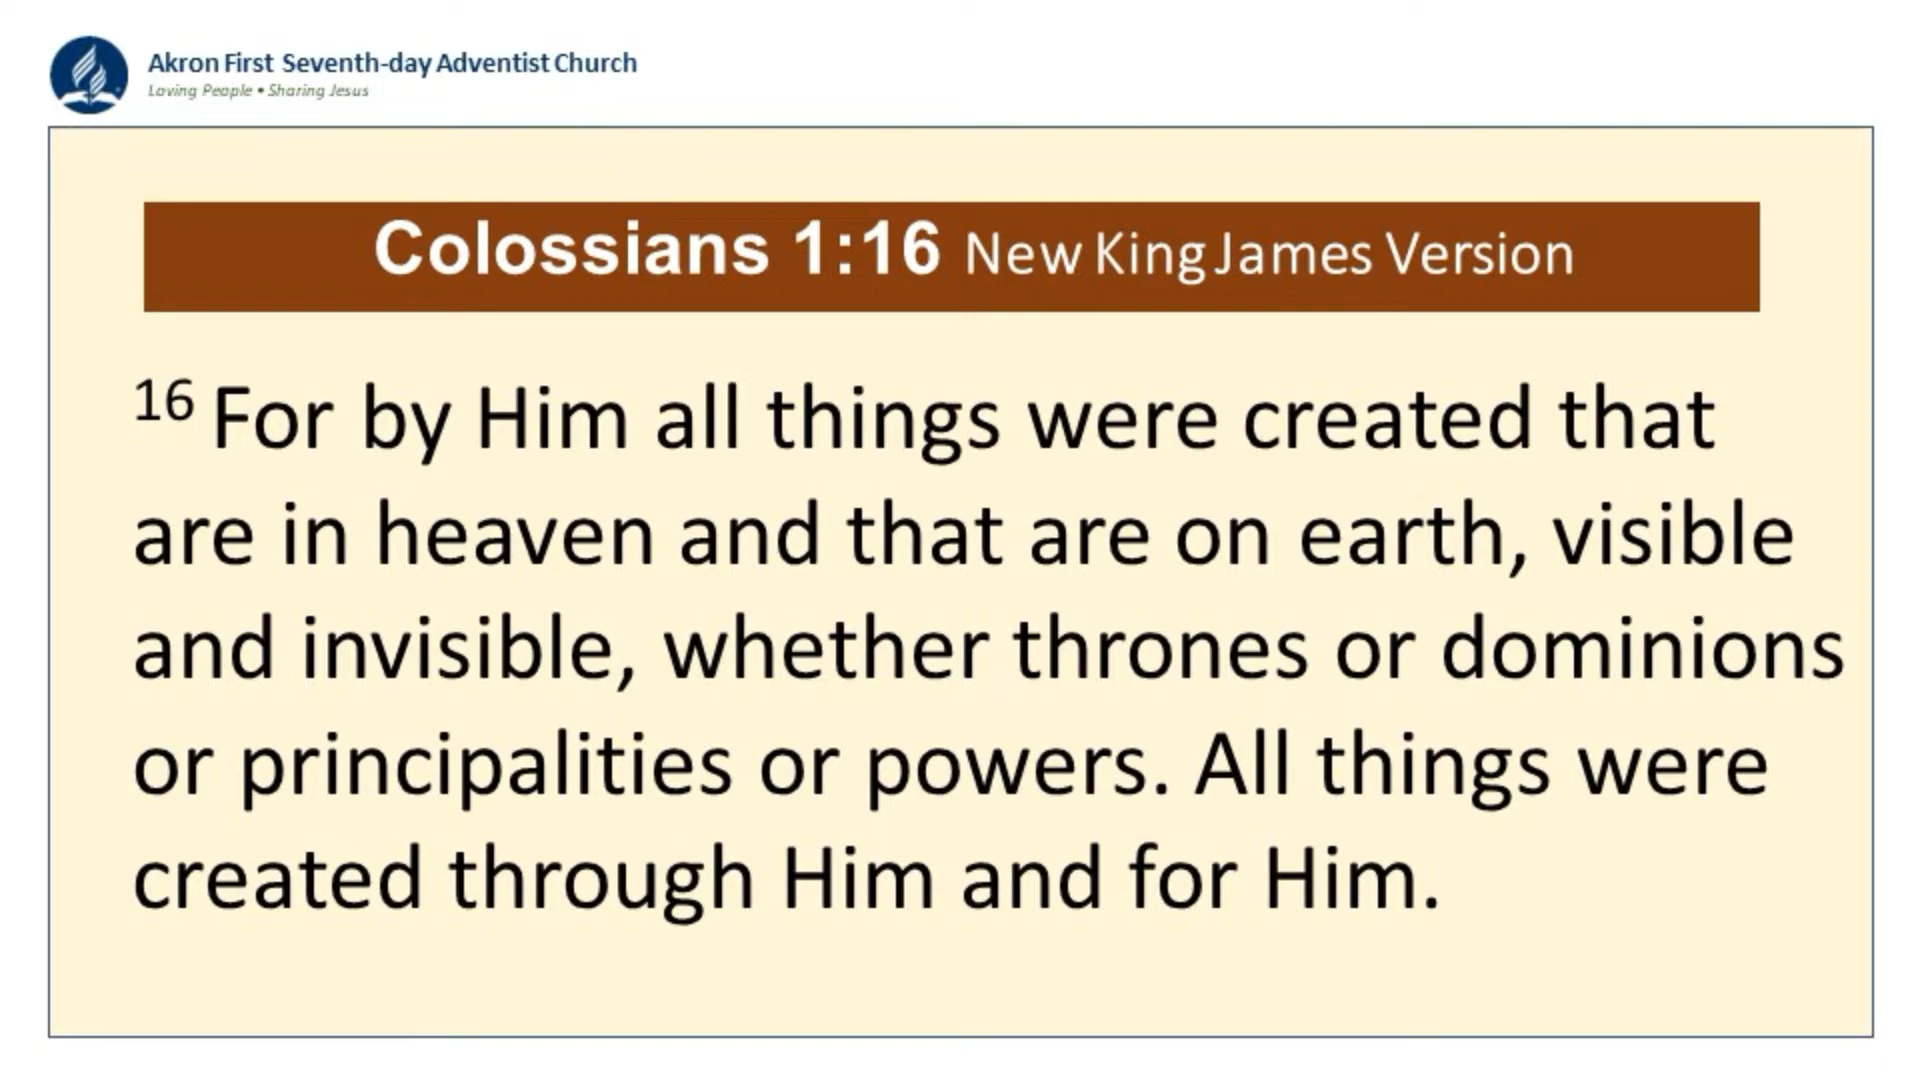 Akron First Seventh-day Adventist Church
Loving People • Sharing Jesus
Colossians 1:16 New King James Version
16 For by Him all things were created that
are in heaven and that are on earth, visible
and invisible, whether thrones or dominions
or principalities or powers. All things were
created through Him and for Him.